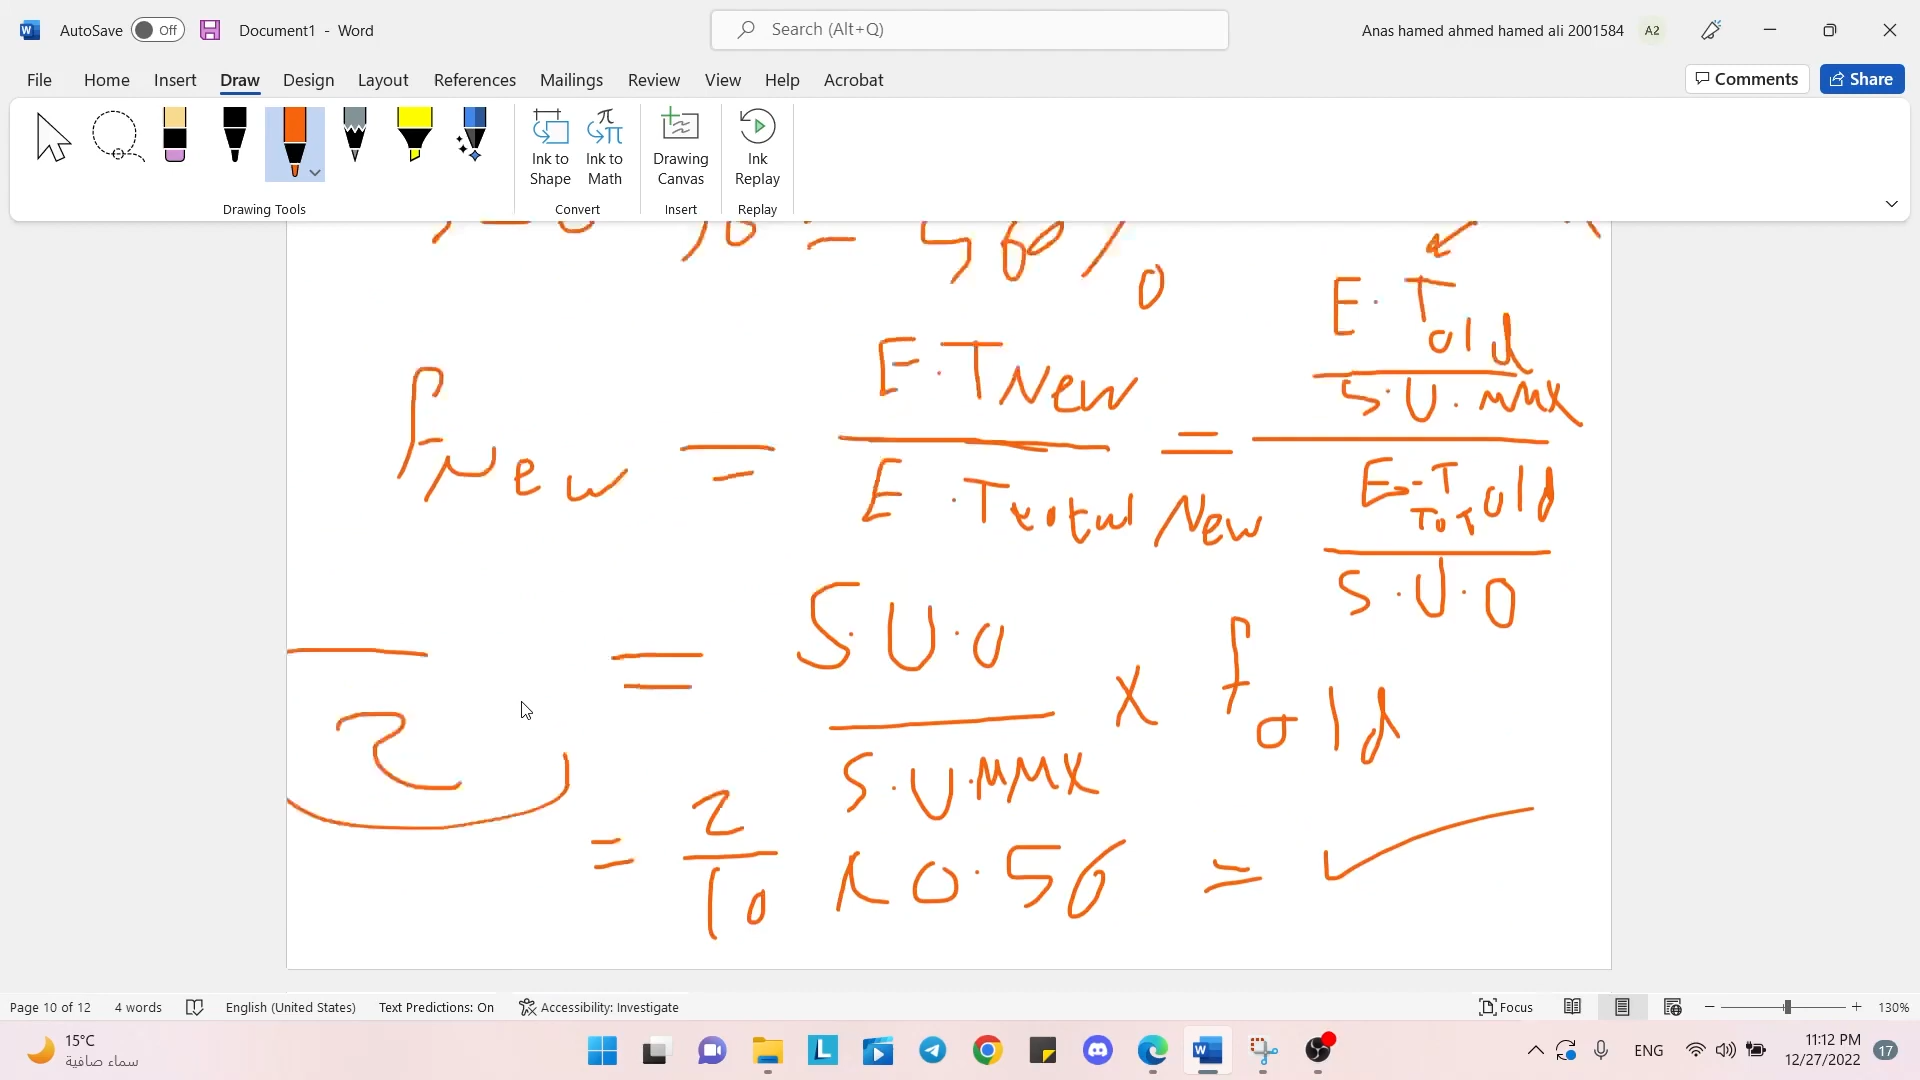 AutoSave Off Document1 - Word
Search (Alt+Q)
Anas hamed ahmed hamed ali 2001584 A2
File Home Insert Draw Design Layout References Mailings Review View Help Acrobat
Comments Share
Ink to Shape
Ink to Math
Drawing Canvas
Ink Replay
Drawing Tools Convert Insert Replay
56%
E.T old
S.U.MMX
E.T New
f New = =
E.T total New
E.T TOT old
S.U.O
= S.U.O
x f old
2
S.U.MMX
= 2/10 x 0.56 =
Page 10 of 12 4 words English (United States) Text Predictions: On Accessibility: Investigate Focus 130%
15°C
سماء صافية
ENG
11:12 PM
12/27/2022
17